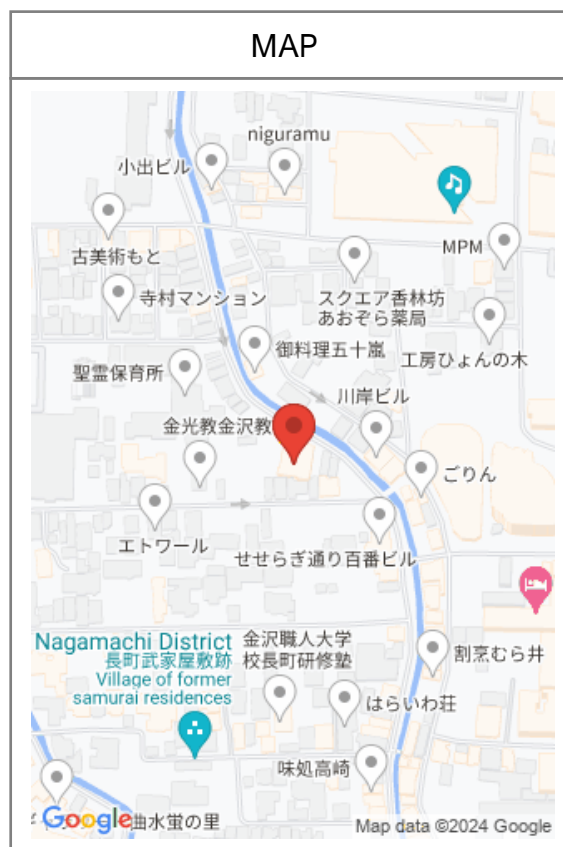 MAP
niguramu
小出ビル
MPM
古美術もと
寺村マンション
スクエア香林坊
あおぞら薬局
御料理五十嵐
工房ひょんの木
聖霊保育所
川岸ビル
金光教金沢教
ごりん
エトワール
せせらぎ通り百番ビル
Nagamachi District
長町武家屋敷跡
Village of former
samurai residences
金沢職人大学
校長町研修塾
割烹むら井
はらいわ荘
味処高崎
曲水蛍の里
Google
Map data ©2024 Google